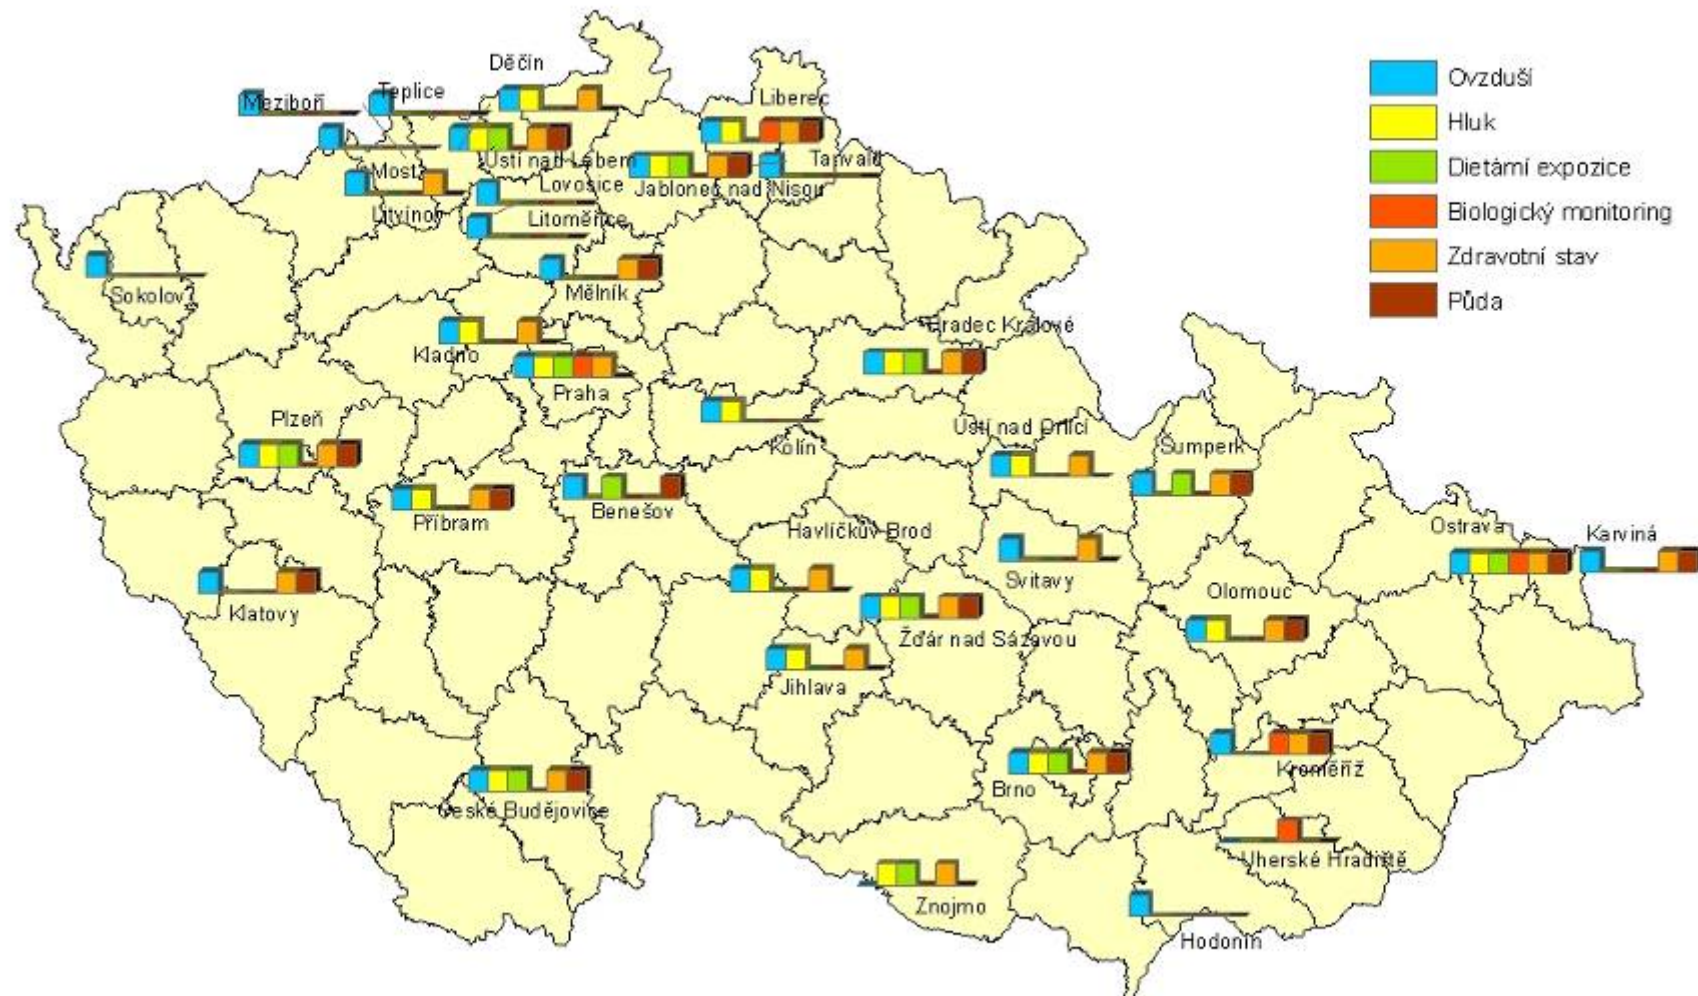 Děčín
Teplice
Meziboří
Liberec
Ústí nad Labem
Tanvald
Most
Jablonec nad Nisou
Lovosice
Litvínov
Litoměřice
Sokolov
Mělník
Hradec Králové
Kladno
Praha
Plzeň
Ústí nad Orlicí
Kolín
Šumperk
Benešov
Příbram
Havlíčkův Brod
Ostrava
Karviná
Svitavy
Olomouc
Klatovy
Žďár nad Sázavou
Jihlava
Kroměříž
Brno
České Budějovice
Uherské Hradiště
Znojmo
Hodonín
Ovzduší
Hluk
Dietární expozice
Biologický monitoring
Zdravotní stav
Půda